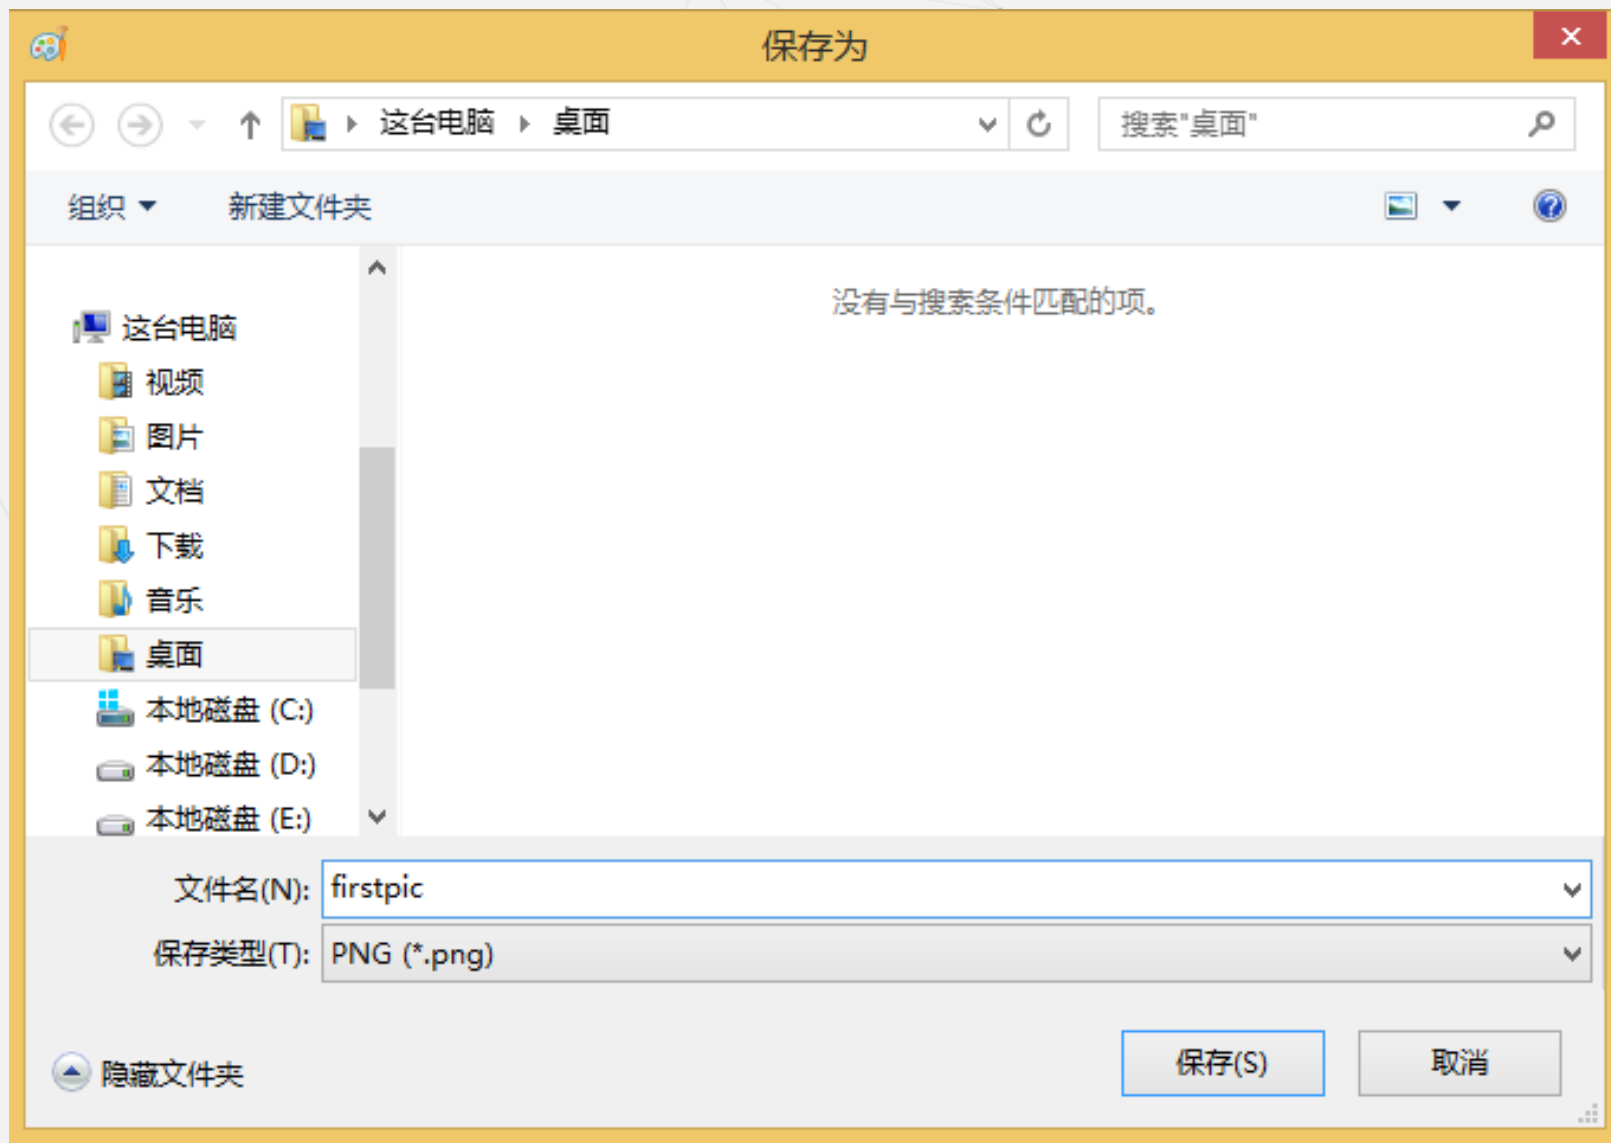 保存为
这台电脑 桌面
搜索"桌面"
组织 新建文件夹
没有与搜索条件匹配的项。
这台电脑
视频
图片
文档
下载
音乐
桌面
本地磁盘 (C:)
本地磁盘 (D:)
本地磁盘 (E:)
文件名(N): firstpic
保存类型(T): PNG (*.png)
隐藏文件夹
保存(S) 取消